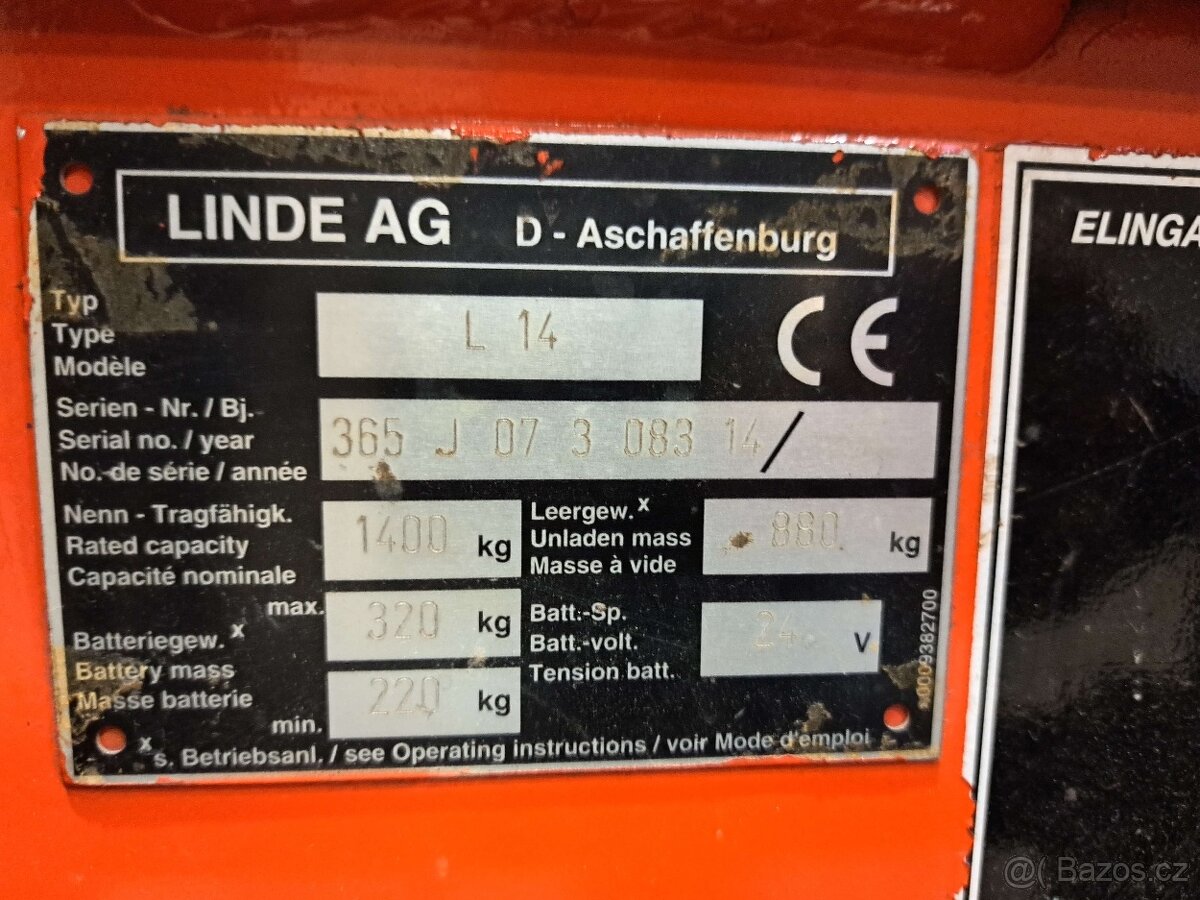 LINDE AG D - Aschaffenburg
Typ
Type
Modèle
L 14
CE
Serien - Nr. / Bj.
Serial no. / year
No. de série / année
365 J 07 3 083 14 /
Nenn - Tragfähigk.
Rated capacity
Capacité nominale
1400 kg
Leergew. x
Unladen mass
Masse à vide
880 kg
Batteriegew. x
Battery mass
Masse batterie
max. 320 kg
min. 220 kg
Batt.-Sp.
Batt.-volt.
Tension batt.
24 V
x s. Betriebsanl. / see Operating instructions / voir Mode d'emploi
A0009382700
ELINGA
@( Bazos.cz